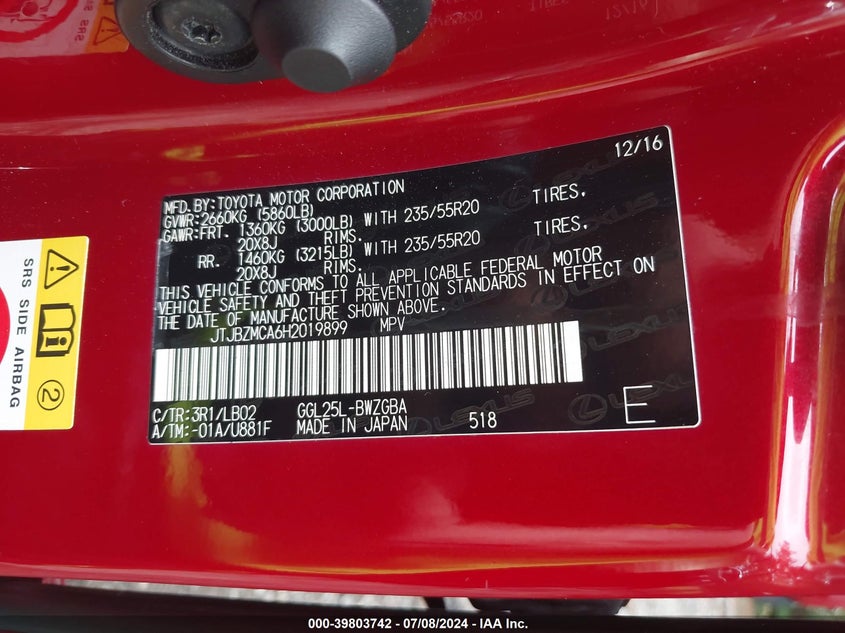 12/16
MFD.BY:TOYOTA MOTOR CORPORATION
GVWR:2660KG (5860LB)
GAWR:FRT. 1360KG (3000LB) WITH 235/55R20 TIRES,
20X8J RIMS.
RR. 1460KG (3215LB) WITH 235/55R20 TIRES,
20X8J RIMS.
THIS VEHICLE CONFORMS TO ALL APPLICABLE FEDERAL MOTOR
VEHICLE SAFETY AND THEFT PREVENTION STANDARDS IN EFFECT ON
THE DATE OF MANUFACTURE SHOWN ABOVE.
JTJBZMCA6H2019899 MPV
C/TR:3R1/LB02 GGL25L-BWZGBA
A/TM:-01A/U881F MADE IN JAPAN 518 E
LEXUS
SRS SIDE AIRBAG
2
000-39803742 - 07/08/2024 - IAA Inc.